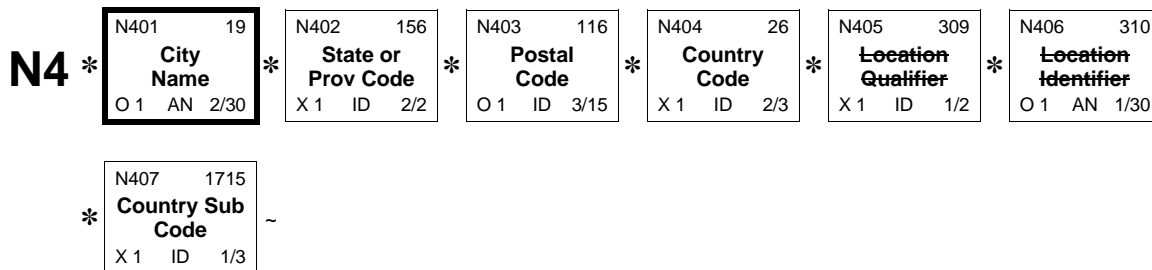 N401 19 N402 156 N403 116 N404 26 N405 309 N406 310
N4 * City Name * State or Prov Code * Postal Code * Country Code * Location Qualifier * Location Identifier
O 1 AN 2/30 X 1 ID 2/2 O 1 ID 3/15 X 1 ID 2/3 X 1 ID 1/2 O 1 AN 1/30
N407 1715
* Country Sub Code ~
X 1 ID 1/3